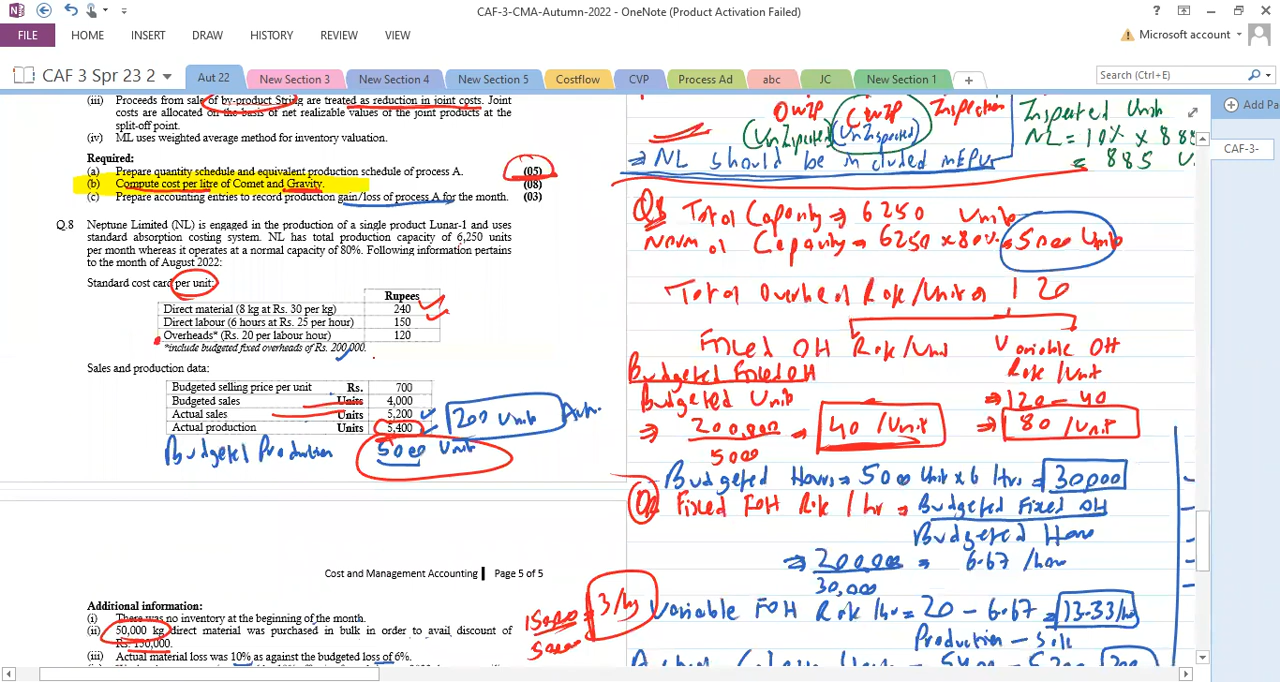 CAF-3-CMA-Autumn-2022 - OneNote (Product Activation Failed)
FILE HOME INSERT DRAW HISTORY REVIEW VIEW
Microsoft account
CAF 3 Spr 23 2
Aut 22 New Section 3 New Section 4 New Section 5 Costflow CVP Process Ad abc JC New Section 1
Search (Ctrl+E)
Add Pa
CAF-3-
(iii) Proceeds from sale of by-product String are treated as reduction in joint costs. Joint
costs are allocated on the basis of net realizable values of the joint products at the
split-off point.
(iv) ML uses weighted average method for inventory valuation.
Required:
(a) Prepare quantity schedule and equivalent production schedule of process A. (05)
(b) Compute cost per litre of Comet and Gravity. (08)
(c) Prepare accounting entries to record production gain/loss of process A for the month. (03)
Q.8 Neptune Limited (NL) is engaged in the production of a single product Lunar-1 and uses
standard absorption costing system. NL has total production capacity of 6,250 units
per month whereas it operates at a normal capacity of 80%. Following information pertains
to the month of August 2022:
Standard cost card per unit:
Rupees
Direct material (8 kg at Rs. 30 per kg) 240
Direct labour (6 hours at Rs. 25 per hour) 150
Overheads* (Rs. 20 per labour hour) 120
*include budgeted fixed overheads of Rs. 200,000.
Sales and production data:
Budgeted selling price per unit Rs. 700
Budgeted sales Units 4,000
Actual sales Units 5,200
Actual production Units 5,400
200 Unit
Budgeted Production 5000 Unit
Cost and Management Accounting Page 5 of 5
Additional information:
(i) There was no inventory at the beginning of the month.
(ii) 50,000 kg direct material was purchased in bulk in order to avail discount of
Rs. 150,000.
(iii) Actual material loss was 10% as against the budgeted loss of 6%.
3/kg
OWIP CWIP Inspection
(UnInspected) (UnInspected)
Inspected Unit
NL = 10% x 885
= 885 U
⇒ NL should be included in EPU
Q8 Total Capacity ⇒ 6250 Units
Normal Capacity ⇒ 6250 x 80% = 5000 Units
Total Overhead Rate/Unit 120
Fixed OH Rate/Unit
Variable OH
Rate/Unit
Budgeted Fixed OH
Budgeted Unit
⇒ 120 - 40
⇒ 200,000 ⇒ 40/Unit
5000
⇒ 80/Unit
Budgeted Hours ⇒ 5000 Unit x 6 Hrs ⇒ 30,000
OR Fixed FOH Rate/hr ⇒ Budgeted Fixed OH
Budgeted Hour
⇒ 200,000 = 6.67/hour
30,000
Variable FOH Rate/hr = 20 - 6.67 = 13.33/hr
Production - Sale